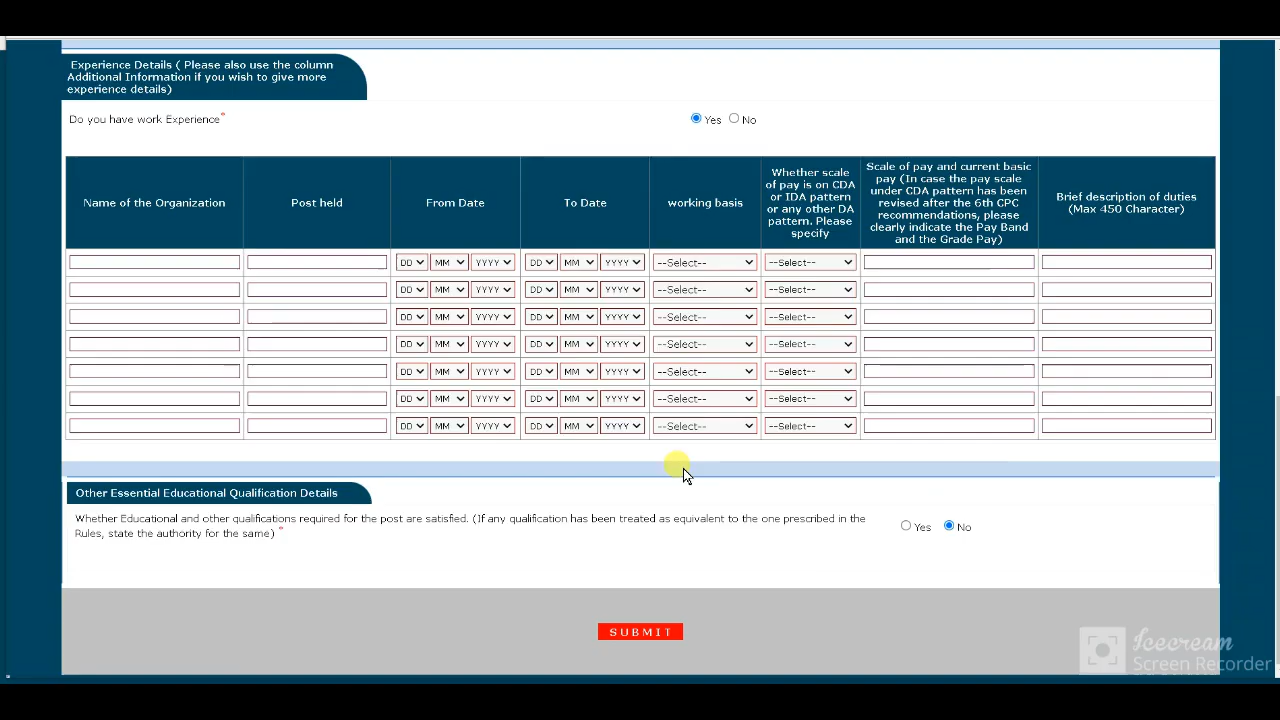 Experience Details ( Please also use the column
Additional Information if you wish to give more
experience details)
Do you have work Experience*
Yes No
Name of the Organization
Post held
From Date
To Date
working basis
Whether scale
of pay is on CDA
or IDA pattern
or any other DA
pattern. Please
specify
Scale of pay and current basic
pay (In case the pay scale
under CDA pattern has been
revised after the 6th CPC
recommendations, please
clearly indicate the Pay Band
and the Grade Pay)
Brief description of duties
(Max 450 Character)
DD MM YYYY DD MM YYYY --Select-- --Select--
DD MM YYYY DD MM YYYY --Select-- --Select--
DD MM YYYY DD MM YYYY --Select-- --Select--
DD MM YYYY DD MM YYYY --Select-- --Select--
DD MM YYYY DD MM YYYY --Select-- --Select--
DD MM YYYY DD MM YYYY --Select-- --Select--
DD MM YYYY DD MM YYYY --Select-- --Select--
Other Essential Educational Qualification Details
Whether Educational and other qualifications required for the post are satisfied. (If any qualification has been treated as equivalent to the one prescribed in the
Rules, state the authority for the same) *
Yes No
SUBMIT
Icecream
Screen Recorder